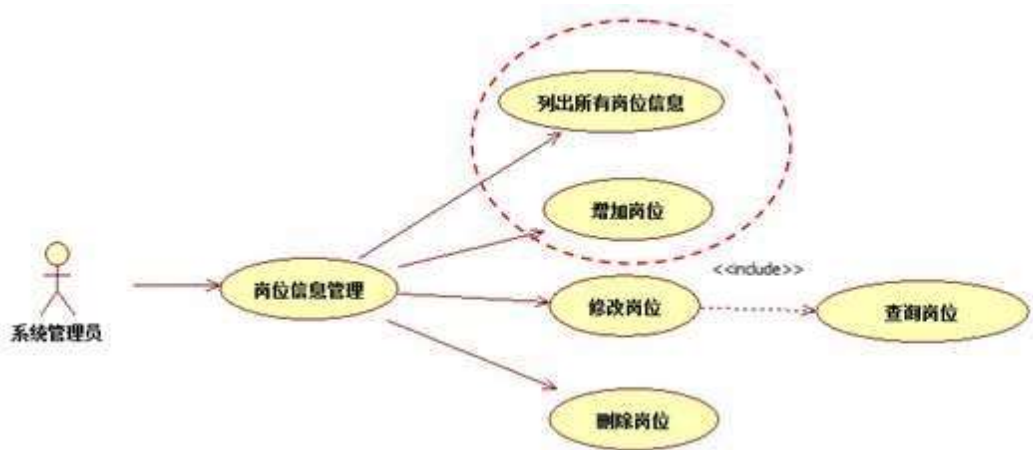 列出所有岗位信息
增加岗位
<<include>>
岗位信息管理
修改岗位
查询岗位
系统管理员
删除岗位